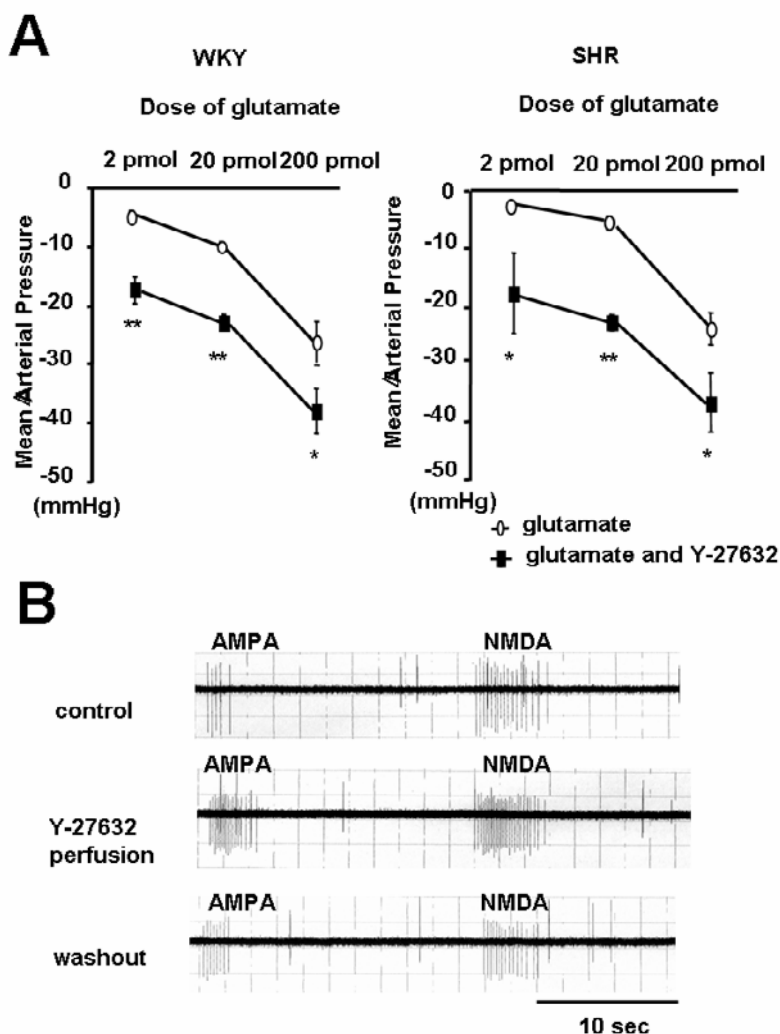 A
WKY
SHR
Dose of glutamate
Dose of glutamate
2 pmol 20 pmol 200 pmol
2 pmol 20 pmol 200 pmol
0
-10
-20
-30
-40
-50
(mmHg)
Mean Arterial Pressure
** ** *
0
-10
-20
-30
-40
-50
(mmHg)
Mean Arterial Pressure
* ** *
glutamate
glutamate and Y-27632
B
AMPA NMDA
control
AMPA NMDA
Y-27632
perfusion
AMPA NMDA
washout
10 sec